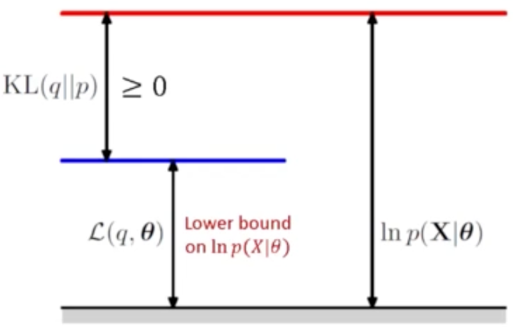 KL(q||p) ≥ 0
ℒ(q, θ)
Lower bound
on ln p(X|θ)
ln p(X|θ)